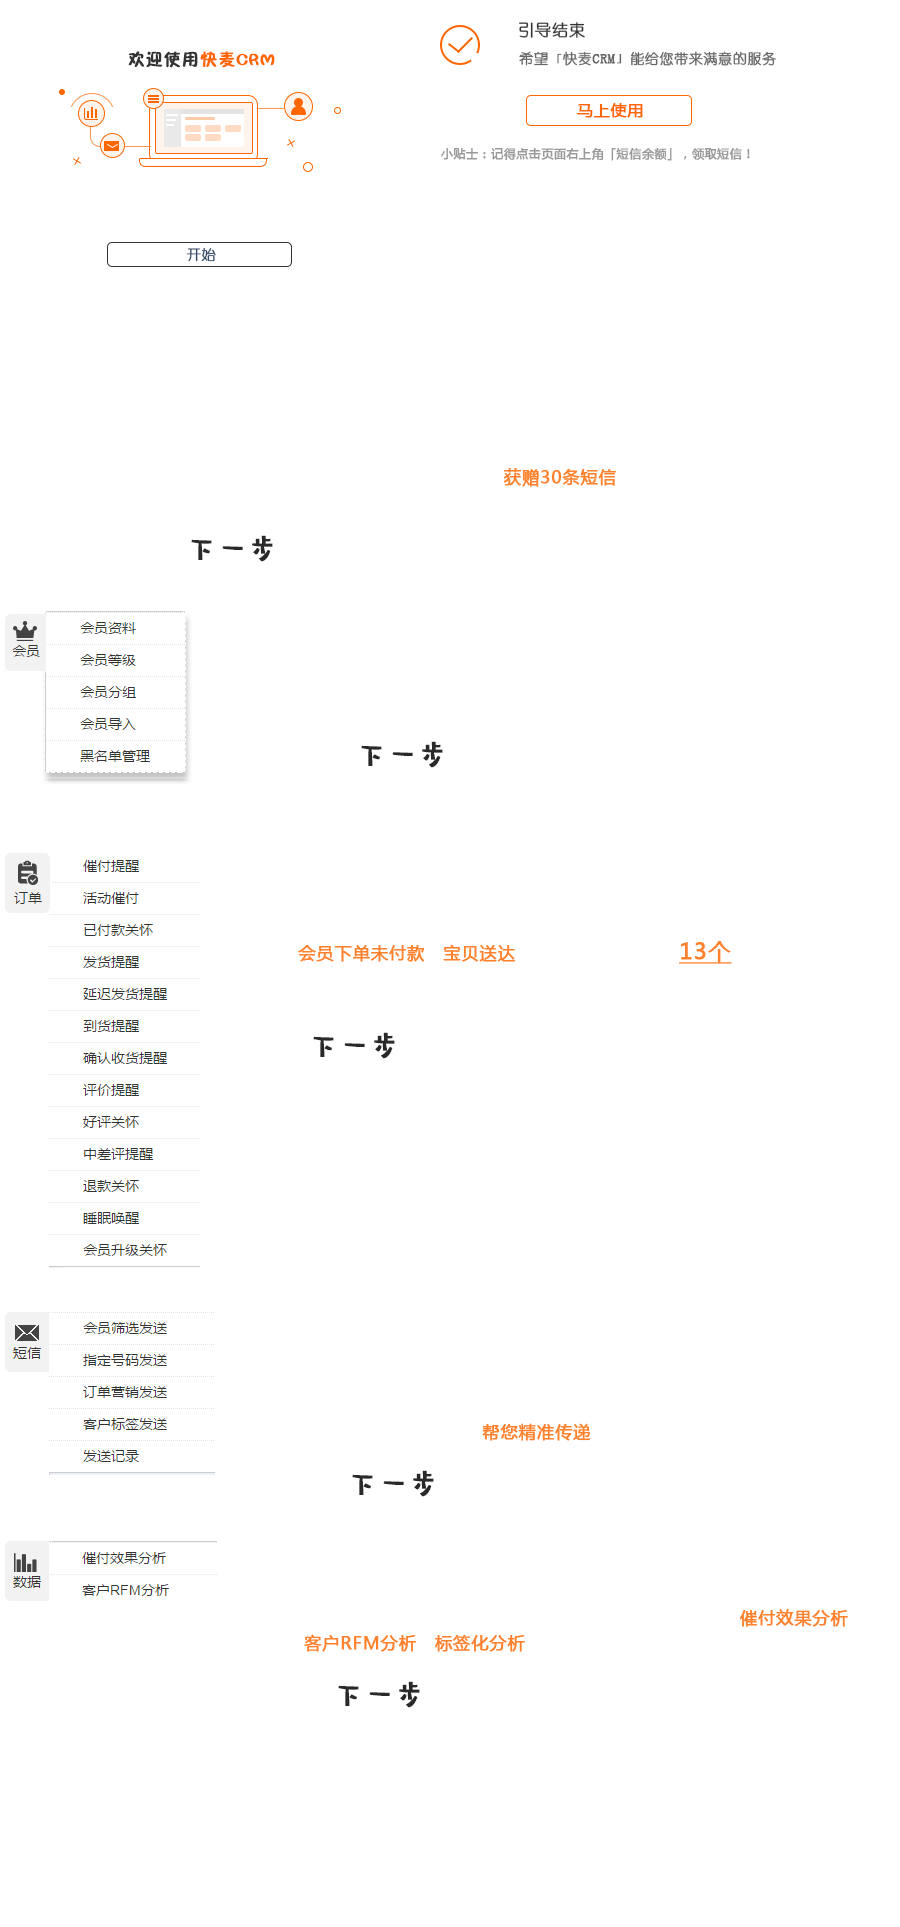 欢迎使用快麦CRM
开始
引导结束
希望「快麦CRM」能给您带来满意的服务
马上使用
小贴士：记得点击页面右上角「短信余额」，领取短信！
获赠30条短信
下一步
会员
会员资料
会员等级
会员分组
会员导入
黑名单管理
下一步
订单
催付提醒
活动催付
已付款关怀
发货提醒
延迟发货提醒
到货提醒
确认收货提醒
评价提醒
好评关怀
中差评提醒
退款关怀
睡眠唤醒
会员升级关怀
会员下单未付款 宝贝送达 13个
下一步
短信
会员筛选发送
指定号码发送
订单营销发送
客户标签发送
发送记录
帮您精准传递
下一步
数据
催付效果分析
客户RFM分析
催付效果分析
客户RFM分析 标签化分析
下一步